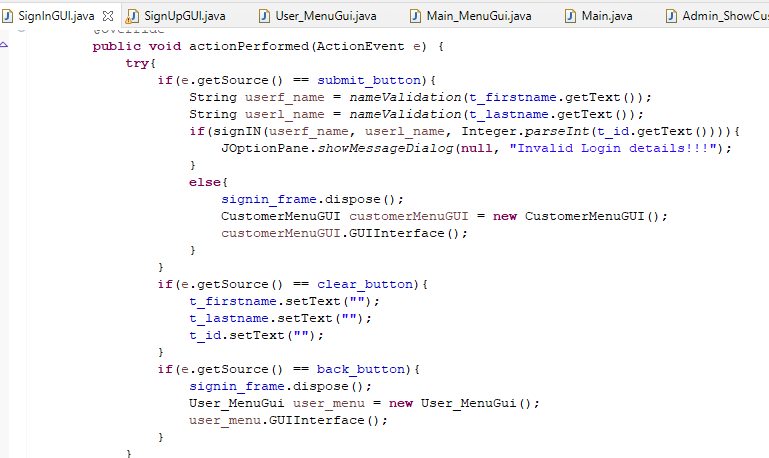 SignInGUI.java SignUpGUI.java User_MenuGui.java Main_MenuGui.java Main.java Admin_ShowCus
@Override
public void actionPerformed(ActionEvent e) {
try{
if(e.getSource() == submit_button){
String userf_name = nameValidation(t_firstname.getText());
String userl_name = nameValidation(t_lastname.getText());
if(signIN(userf_name, userl_name, Integer.parseInt(t_id.getText()))){
JOptionPane.showMessageDialog(null, "Invalid Login details!!!");
}
else{
signin_frame.dispose();
CustomerMenuGUI customerMenuGUI = new CustomerMenuGUI();
customerMenuGUI.GUIInterface();
}
}
if(e.getSource() == clear_button){
t_firstname.setText("");
t_lastname.setText("");
t_id.setText("");
}
if(e.getSource() == back_button){
signin_frame.dispose();
User_MenuGui user_menu = new User_MenuGui();
user_menu.GUIInterface();
}
}